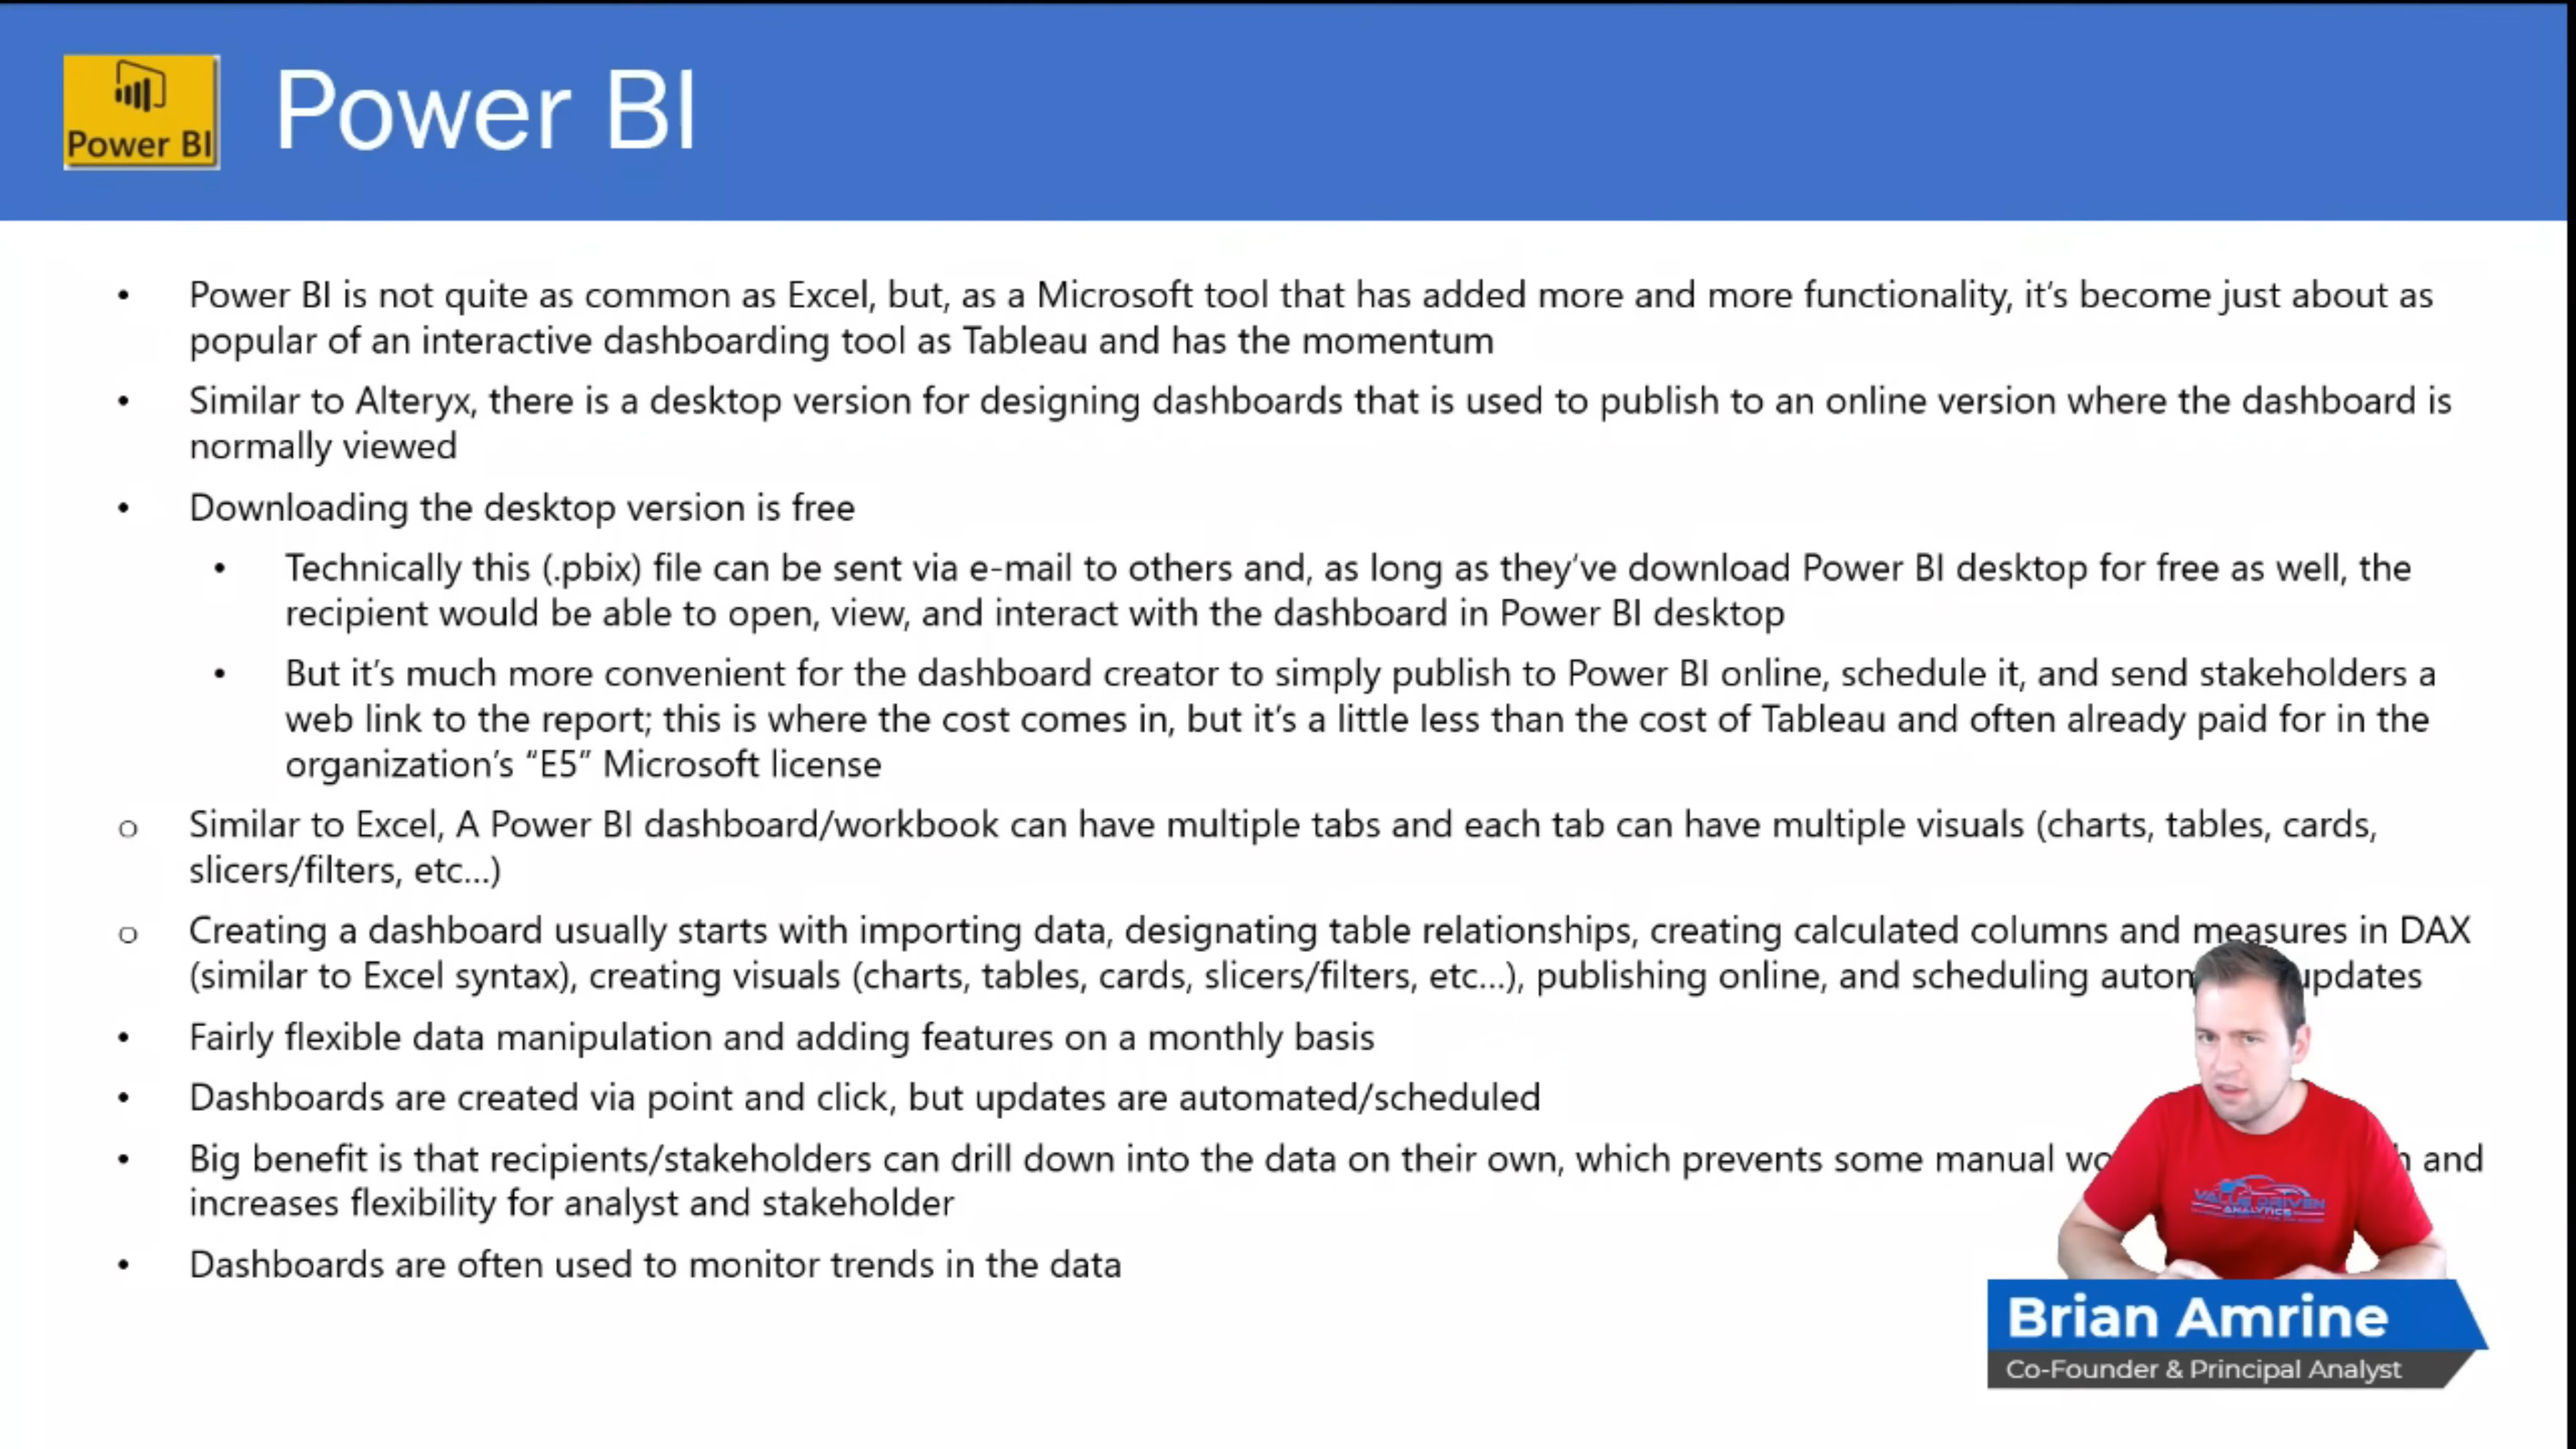 Power BI
Power BI
• Power BI is not quite as common as Excel, but, as a Microsoft tool that has added more and more functionality, it's become just about as
popular of an interactive dashboarding tool as Tableau and has the momentum
• Similar to Alteryx, there is a desktop version for designing dashboards that is used to publish to an online version where the dashboard is
normally viewed
• Downloading the desktop version is free
• Technically this (.pbix) file can be sent via e-mail to others and, as long as they've download Power BI desktop for free as well, the
recipient would be able to open, view, and interact with the dashboard in Power BI desktop
• But it's much more convenient for the dashboard creator to simply publish to Power BI online, schedule it, and send stakeholders a
web link to the report; this is where the cost comes in, but it's a little less than the cost of Tableau and often already paid for in the
organization's “E5” Microsoft license
o Similar to Excel, A Power BI dashboard/workbook can have multiple tabs and each tab can have multiple visuals (charts, tables, cards,
slicers/filters, etc...)
o Creating a dashboard usually starts with importing data, designating table relationships, creating calculated columns and measures in DAX
(similar to Excel syntax), creating visuals (charts, tables, cards, slicers/filters, etc...), publishing online, and scheduling updates
• Fairly flexible data manipulation and adding features on a monthly basis
• Dashboards are created via point and click, but updates are automated/scheduled
• Big benefit is that recipients/stakeholders can drill down into the data on their own, which prevents some manual and
increases flexibility for analyst and stakeholder
• Dashboards are often used to monitor trends in the data
VALUE DRIVEN
ANALYTICS
Brian Amrine
Co-Founder & Principal Analyst